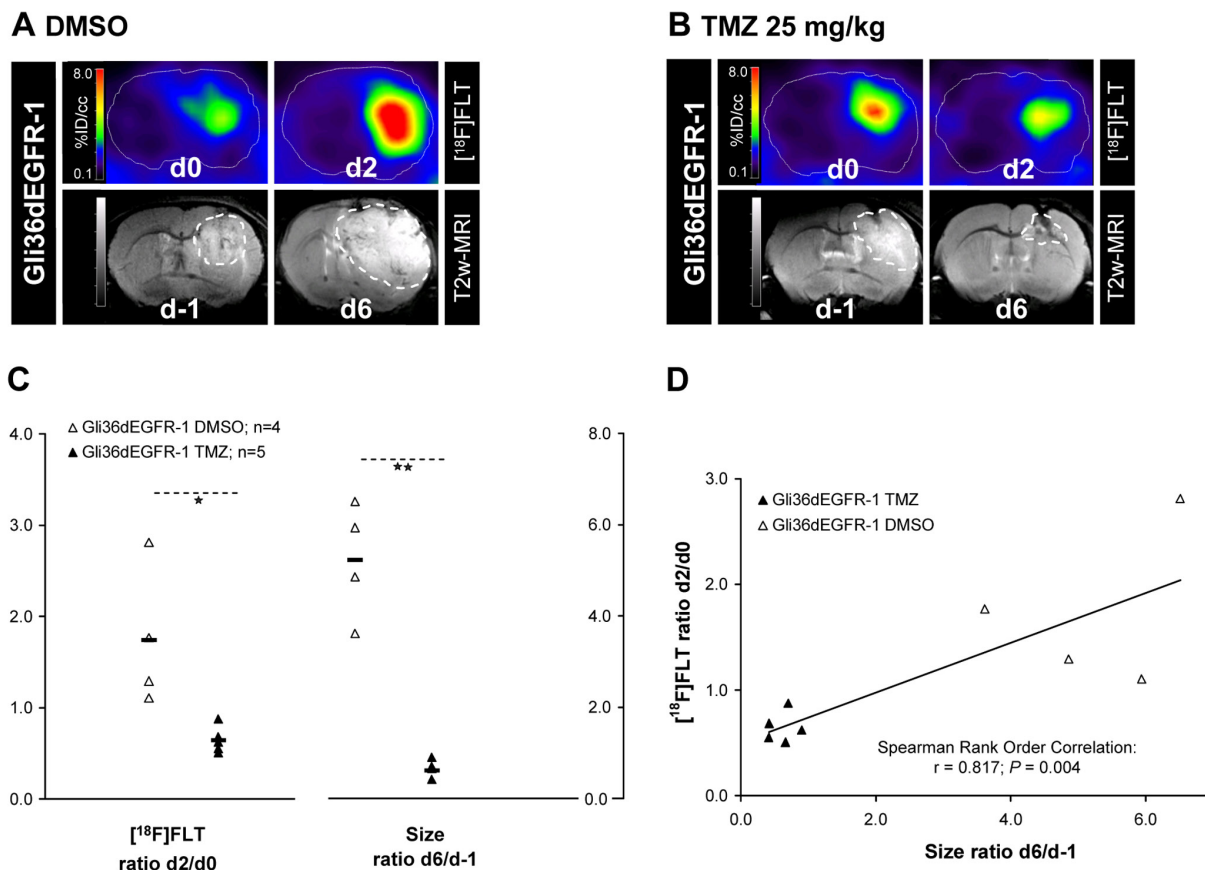 A DMSO
Gli36dEGFR-1
8.0
%ID/cc
0.1
d0
d2
[¹⁸F]FLT
d-1
d6
T2w-MRI
B TMZ 25 mg/kg
Gli36dEGFR-1
8.0
%ID/cc
0.1
d0
d2
[¹⁸F]FLT
d-1
d6
T2w-MRI
C
△ Gli36dEGFR-1 DMSO; n=4
▲ Gli36dEGFR-1 TMZ; n=5
4.0
3.0
2.0
1.0
0.0
★
★★
8.0
6.0
4.0
2.0
0.0
[¹⁸F]FLT
ratio d2/d0
Size
ratio d6/d-1
D
▲ Gli36dEGFR-1 TMZ
△ Gli36dEGFR-1 DMSO
[¹⁸F]FLT ratio d2/d0
3.0
2.0
1.0
0.0
Spearman Rank Order Correlation:
r = 0.817; P = 0.004
0.0 2.0 4.0 6.0
Size ratio d6/d-1